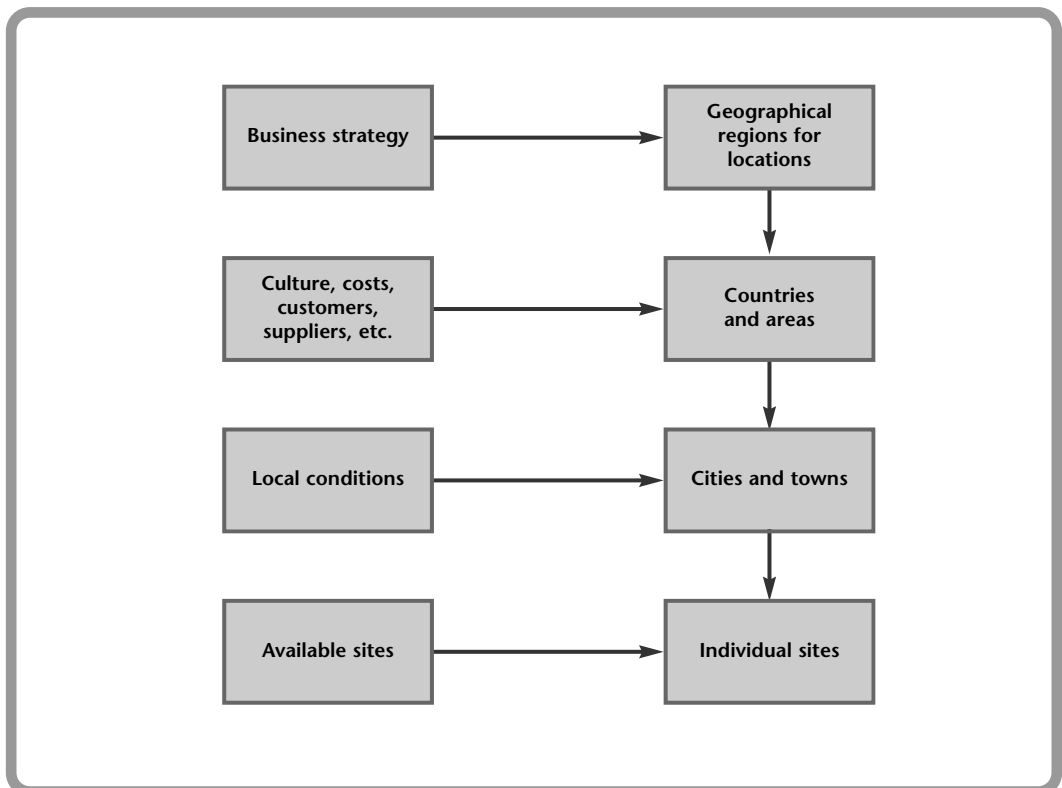 Business strategy
Geographical
regions for
locations
Culture, costs,
customers,
suppliers, etc.
Countries
and areas
Local conditions
Cities and towns
Available sites
Individual sites